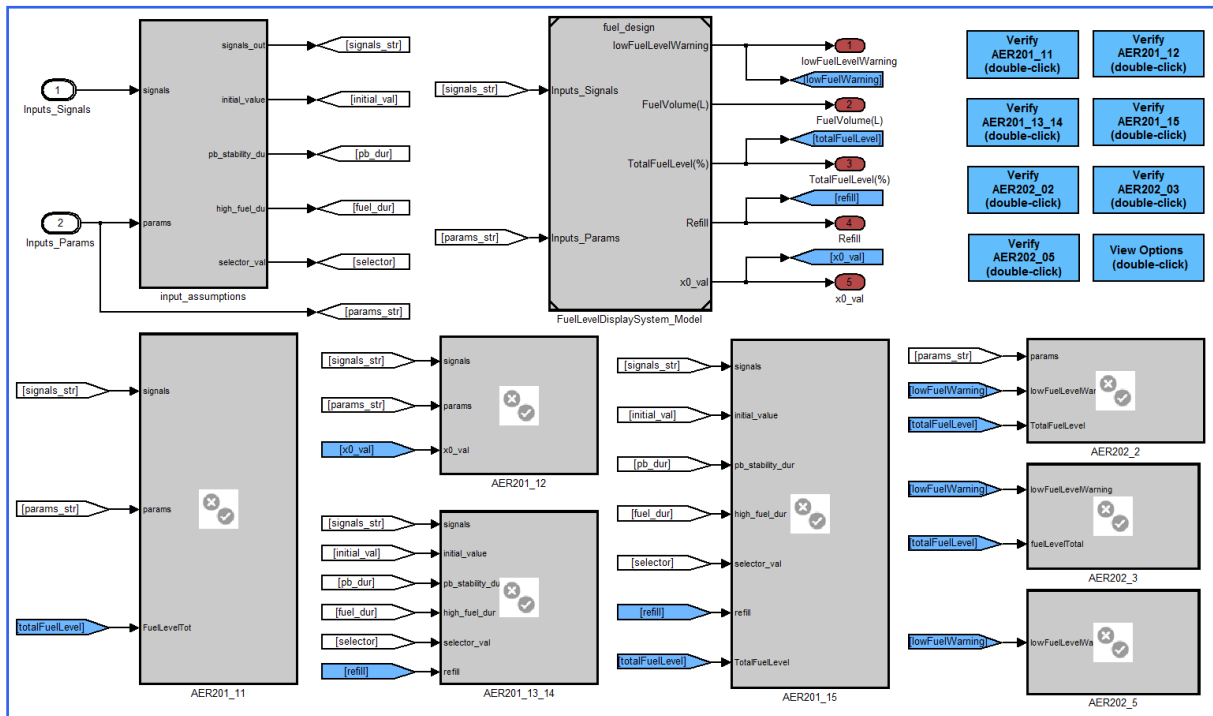 signals_out
[signals_str]
1
signals
Inputs_Signals
initial_value
[initial_val]
pb_stability_du
[pb_dur]
high_fuel_du
[fuel_dur]
2
params
Inputs_Params
selector_val
[selector]
input_assumptions
[params_str]
fuel_design
lowFuelLevelWarning
1
lowFuelLevelWarning
[lowFuelWarning]
[signals_str]
Inputs_Signals
FuelVolume(L)
2
FuelVolume(L)
[totalFuelLevel]
TotalFuelLevel(%)
3
TotalFuelLevel(%)
[refill]
Refill
4
Refill
[params_str]
Inputs_Params
[x0_val]
x0_val
5
x0_val
FuelLevelDisplaySystem_Model
Verify
AER201_11
(double-click)
Verify
AER201_12
(double-click)
Verify
AER201_13_14
(double-click)
Verify
AER201_15
(double-click)
Verify
AER202_02
(double-click)
Verify
AER202_03
(double-click)
Verify
AER202_05
(double-click)
View Options
(double-click)
[signals_str]
signals
[params_str]
params
[totalFuelLevel]
FuelLevelTot
AER201_11
[signals_str]
signals
[params_str]
params
[x0_val]
x0_val
AER201_12
[signals_str]
signals
[initial_val]
initial_value
[pb_dur]
pb_stability_du
[fuel_dur]
high_fuel_dur
[selector]
selector_val
[refill]
refill
AER201_13_14
[signals_str]
signals
[initial_val]
initial_value
[pb_dur]
pb_stability_dur
[fuel_dur]
high_fuel_dur
[selector]
selector_val
[refill]
refill
[totalFuelLevel]
TotalFuelLevel
AER201_15
[params_str]
params
[lowFuelWarning]
lowFuelLevelWar
[totalFuelLevel]
TotalFuelLevel
AER202_2
[lowFuelWarning]
lowFuelLevelWarning
[totalFuelLevel]
fuelLevelTotal
AER202_3
[lowFuelWarning]
lowFuelLevelWa
AER202_5